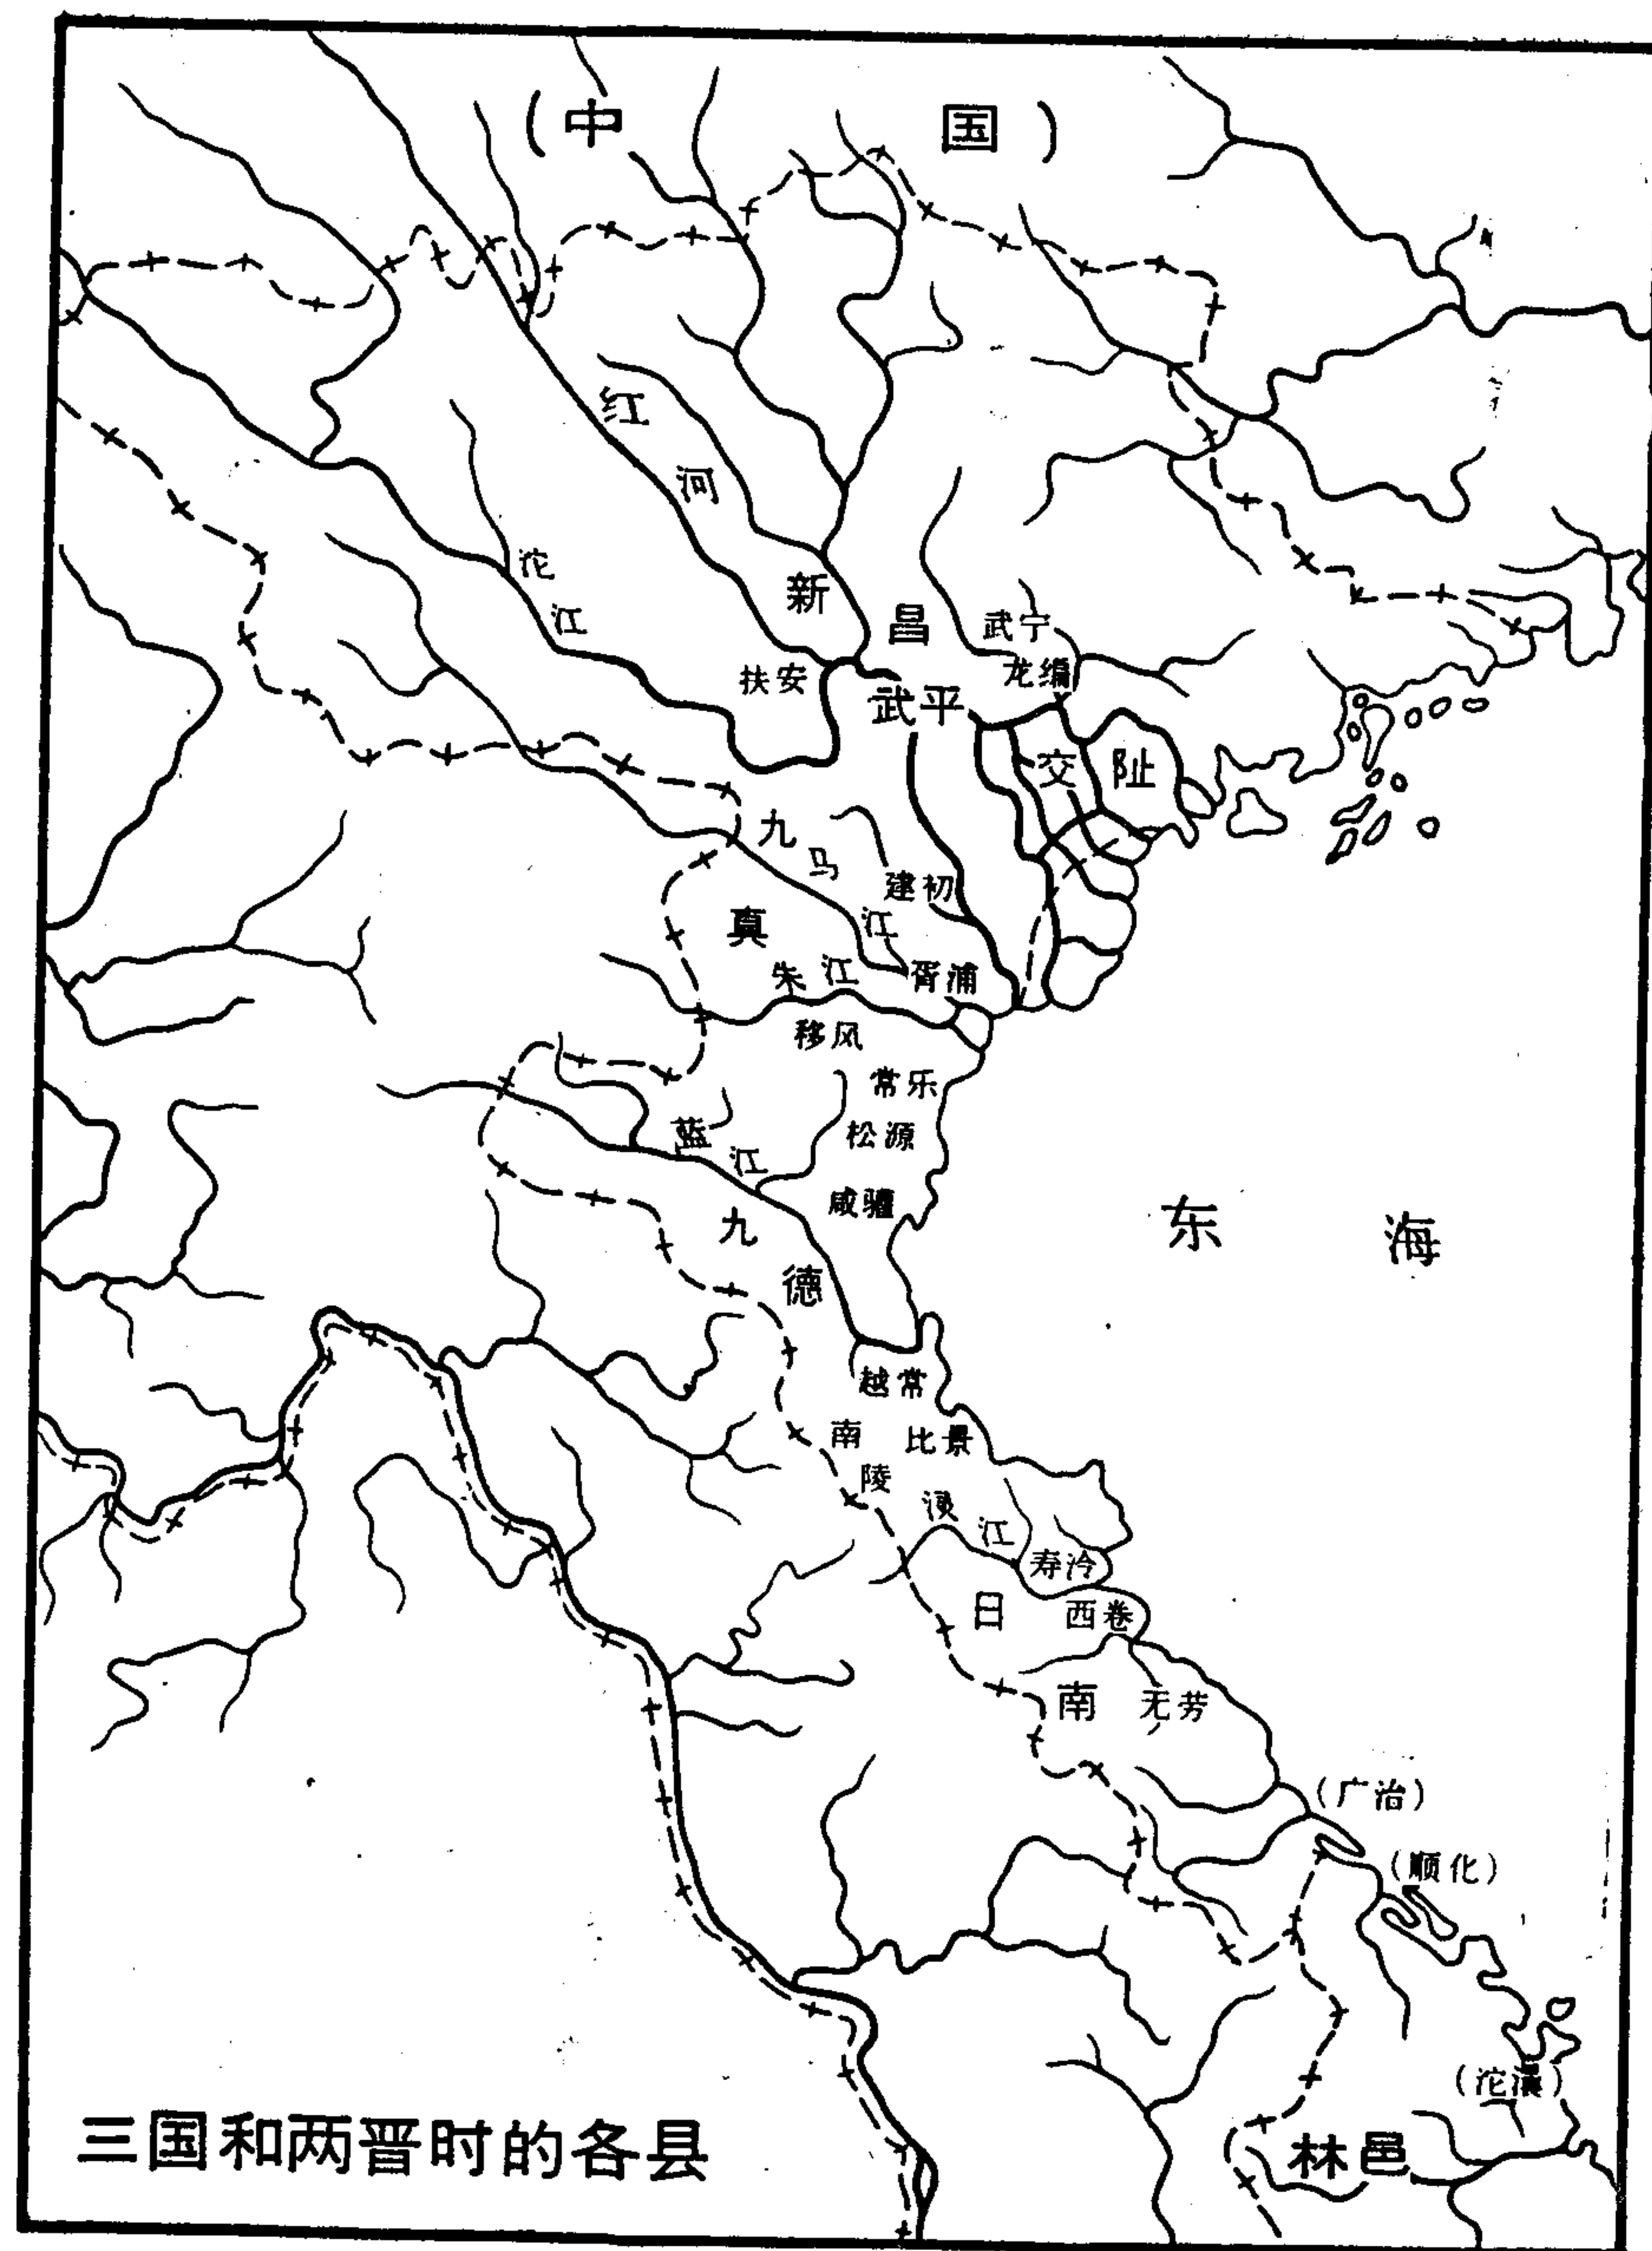 (中 国)
红
河
沱
江
新
昌
武宁
龙编
扶安
武平
交 阯
九
马
建初
真
江
朱江
胥浦
移风
常乐
松源
蓝
江
咸驩
九
德
东 海
越常
南
比景
陵
江
寿泠
日
西卷
南
无劳
(广治)
(顺化)
(沱㶞)
林邑
三国和两晋时的各县